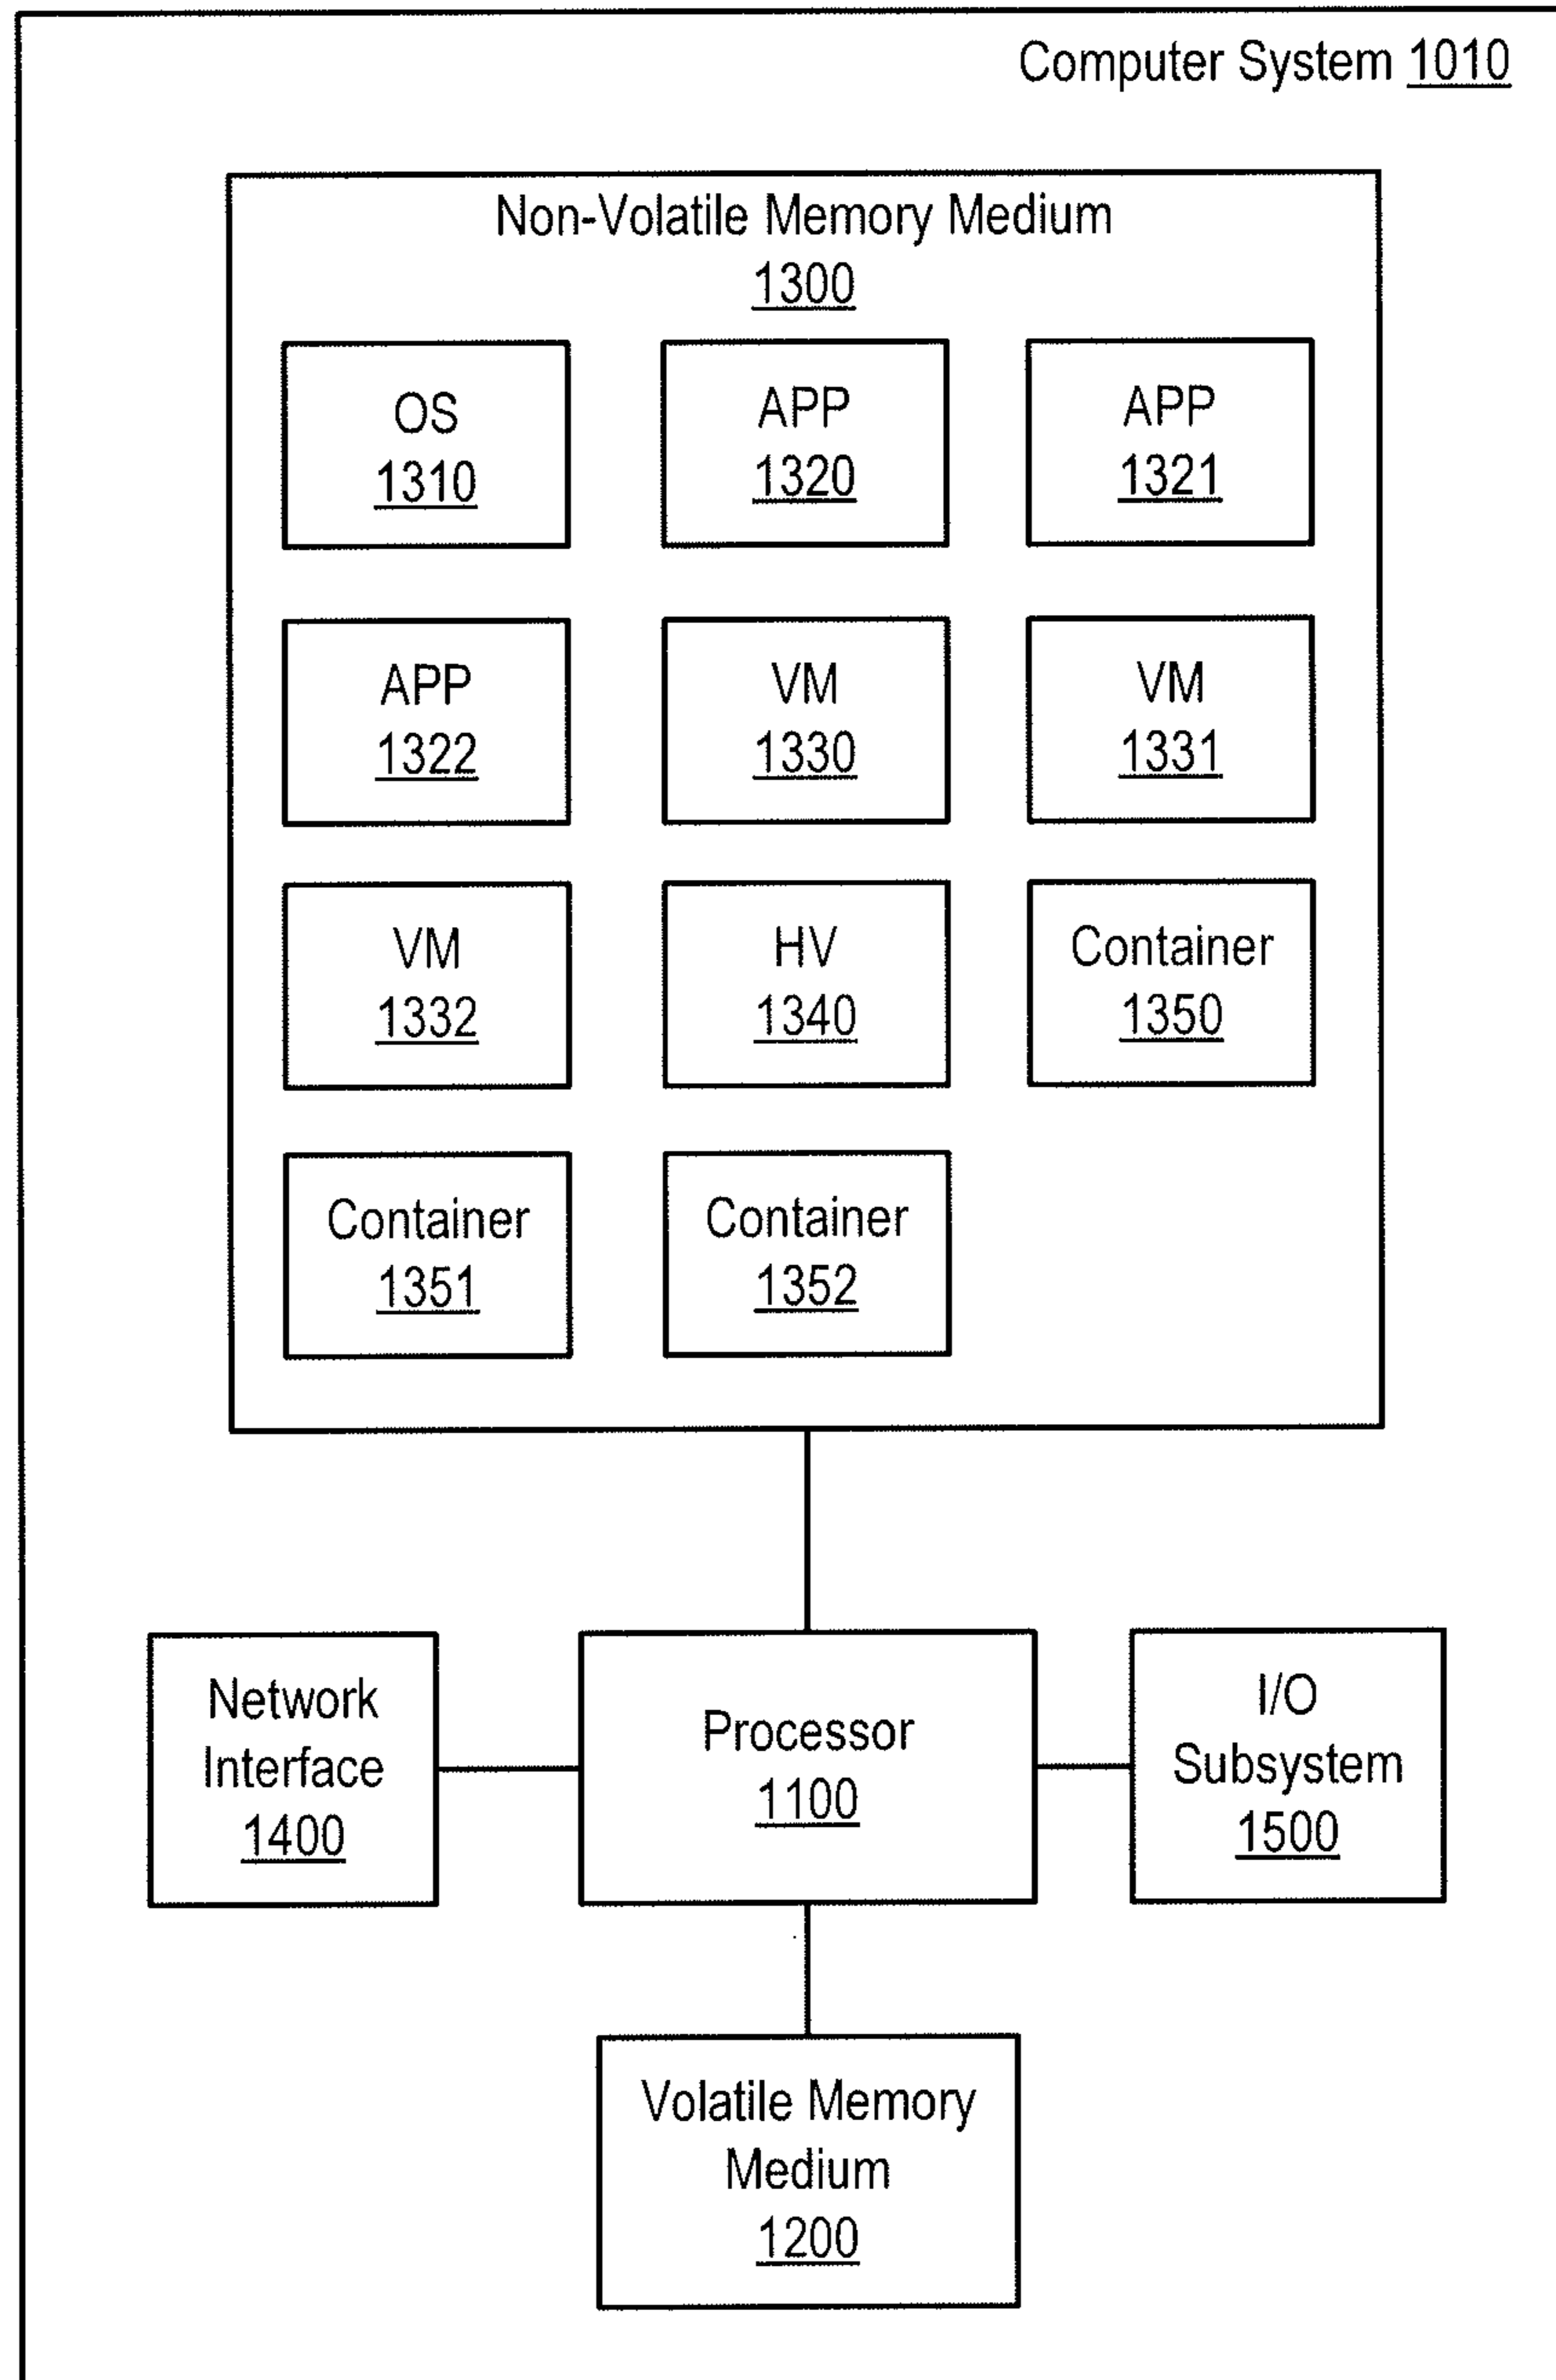 Computer System 1010
Non-Volatile Memory Medium
1300
OS
1310
APP
1320
APP
1321
APP
1322
VM
1330
VM
1331
VM
1332
HV
1340
Container
1350
Container
1351
Container
1352
Network
Interface
1400
Processor
1100
I/O
Subsystem
1500
Volatile Memory
Medium
1200